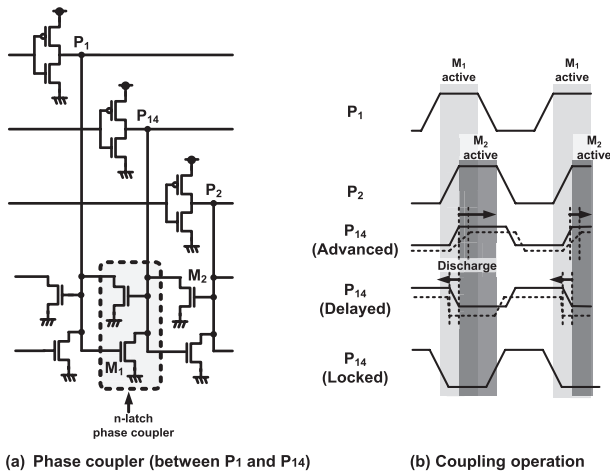 P1
P14
P2
M2
M1
n-latch
phase coupler
(a) Phase coupler (between P1 and P14)
M1
active
M1
active
P1
M2
active
M2
active
P2
P14
(Advanced)
Discharge
P14
(Delayed)
P14
(Locked)
(b) Coupling operation